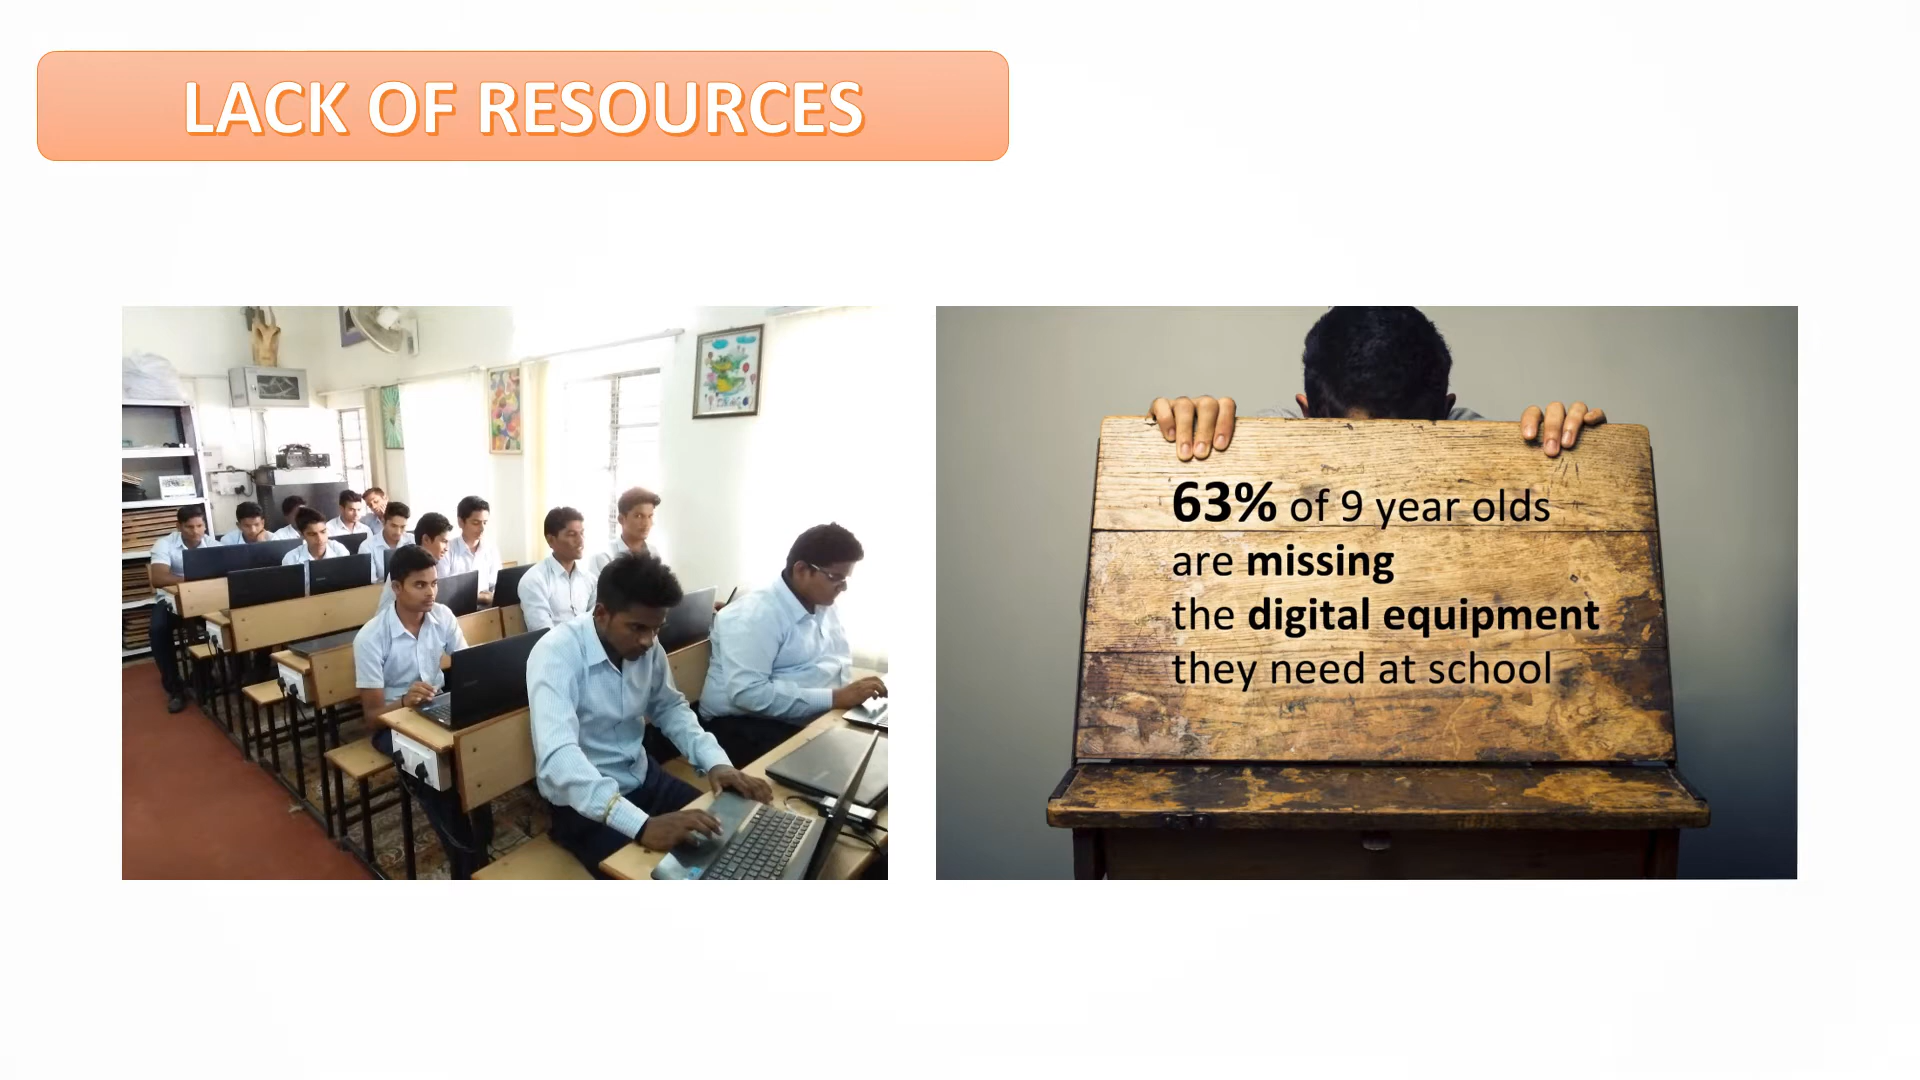 LACK OF RESOURCES
63% of 9 year olds
are missing
the digital equipment
they need at school